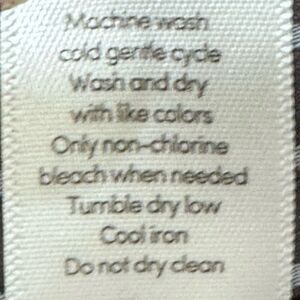 Machine wash
cold gentle cycle
Wash and dry
with like colors
Only non-chlorine
bleach when needed
Tumble dry low
Cool iron
Do not dry clean